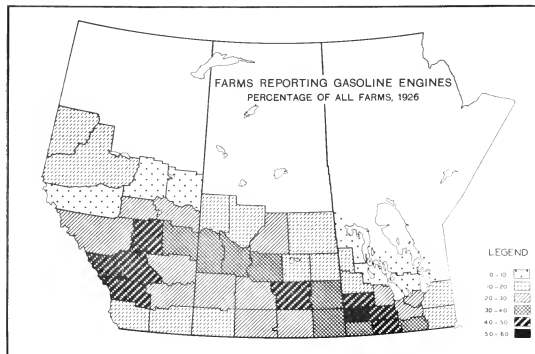 FARMS REPORTING GASOLINE ENGINES
PERCENTAGE OF ALL FARMS, 1926
LEGEND
0-10
10-20
20-30
30-40
40-50
50-60